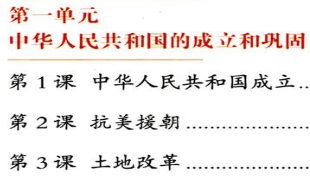 第一单元
中华人民共和国的成立和巩固
第1课 中华人民共和国成立..
第2课 抗美援朝.................
第3课 土地改革.................